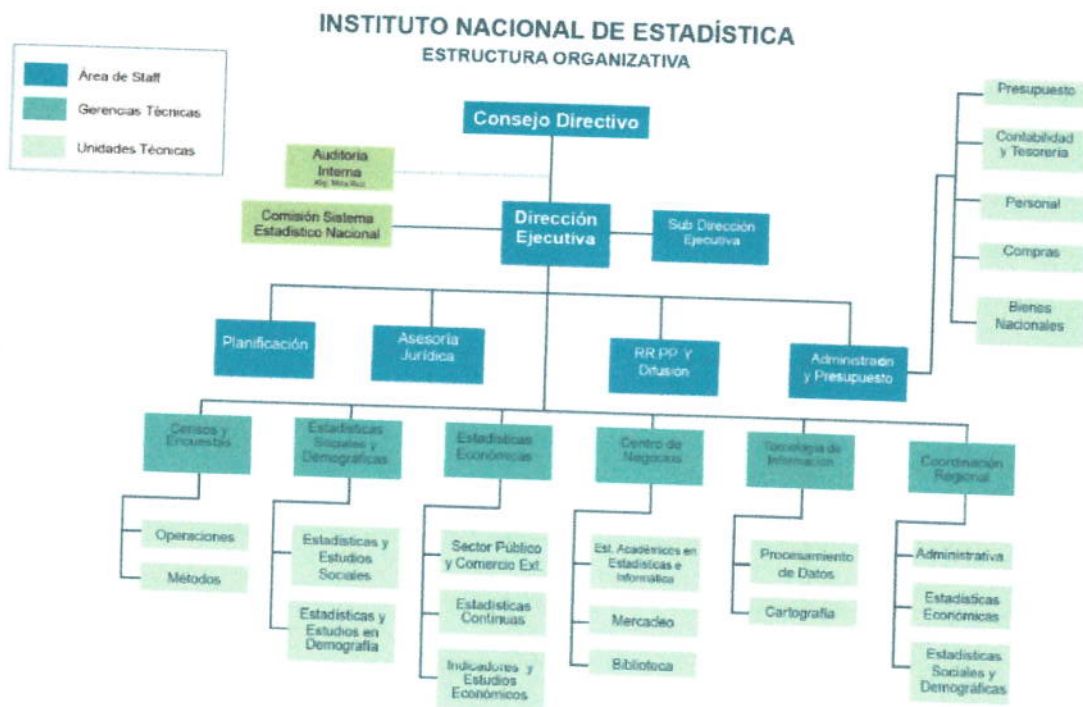 INSTITUTO NACIONAL DE ESTADÍSTICA
ESTRUCTURA ORGANIZATIVA
Área de Staff
Gerencias Técnicas
Unidades Técnicas
Consejo Directivo
Auditoría
Interna
Comisión Sistema
Estadístico Nacional
Dirección
Ejecutiva
Sub Dirección
Ejecutiva
Presupuesto
Contabilidad
y Tesorería
Personal
Compras
Bienes
Nacionales
Planificación
Asesoría
Jurídica
RR.PP. Y
Difusión
Administración
y Presupuesto
Censos y
Encuestas
Estadísticas
Sociales y
Demográficas
Estadísticas
Económicas
Centro de
Negocios
Tecnología de
Información
Coordinación
Regional
Operaciones
Métodos
Estadísticas y
Estudios
Sociales
Estadísticas y
Estudios en
Demografía
Sector Público
y Comercio Ext.
Estadísticas
Continuas
Indicadores y
Estudios
Económicos
Est. Académicos en
Estadísticas e
Informática
Mercadeo
Biblioteca
Procesamiento
de Datos
Cartografía
Administrativa
Estadísticas
Económicas
Estadísticas
Sociales y
Demográficas